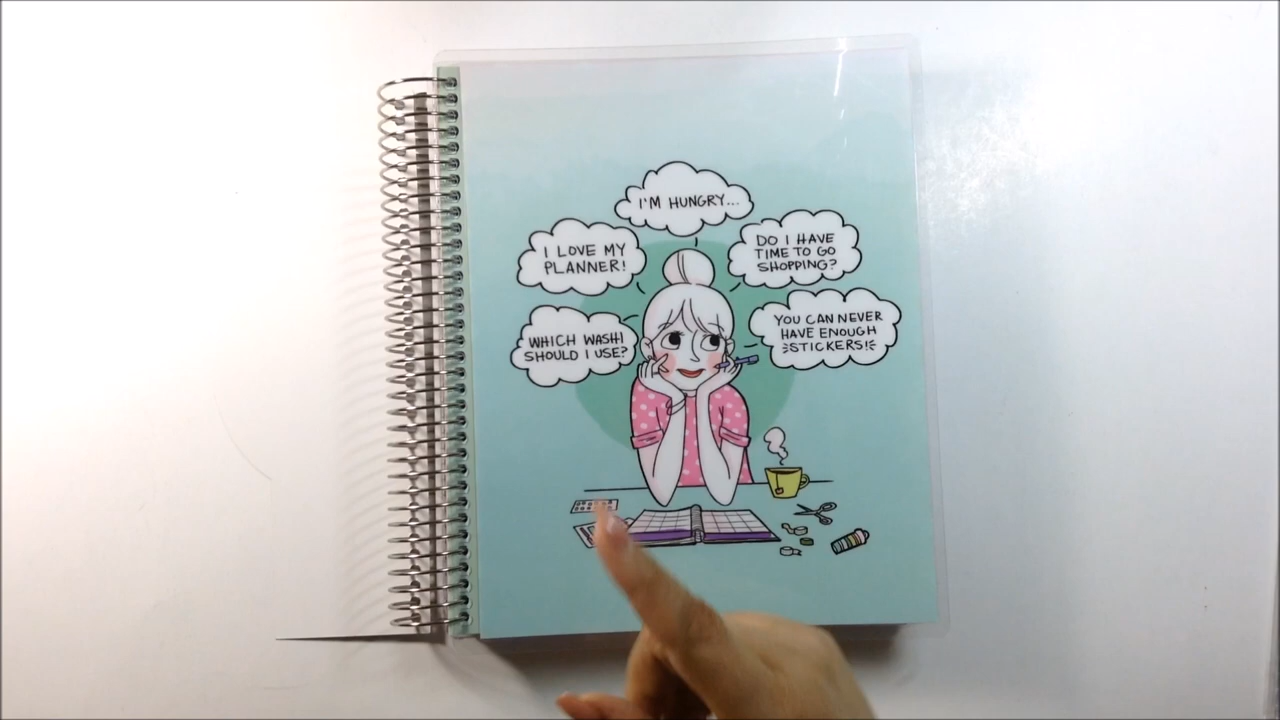 I'M HUNGRY...
I LOVE MY
PLANNER!
DO I HAVE
TIME TO GO
SHOPPING?
WHICH WASHI
SHOULD I USE?
YOU CAN NEVER
HAVE ENOUGH
STICKERS!